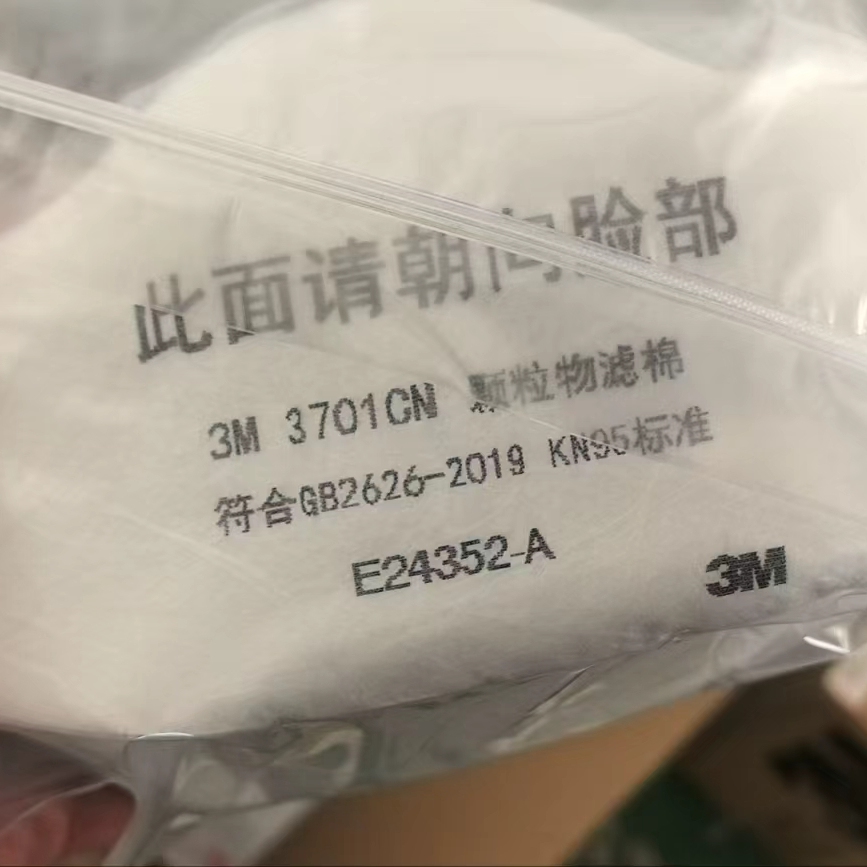 此面请朝向脸部
3M 3701CN 颗粒物滤棉
符合GB2626-2019 KN95标准
E24352-A
3M